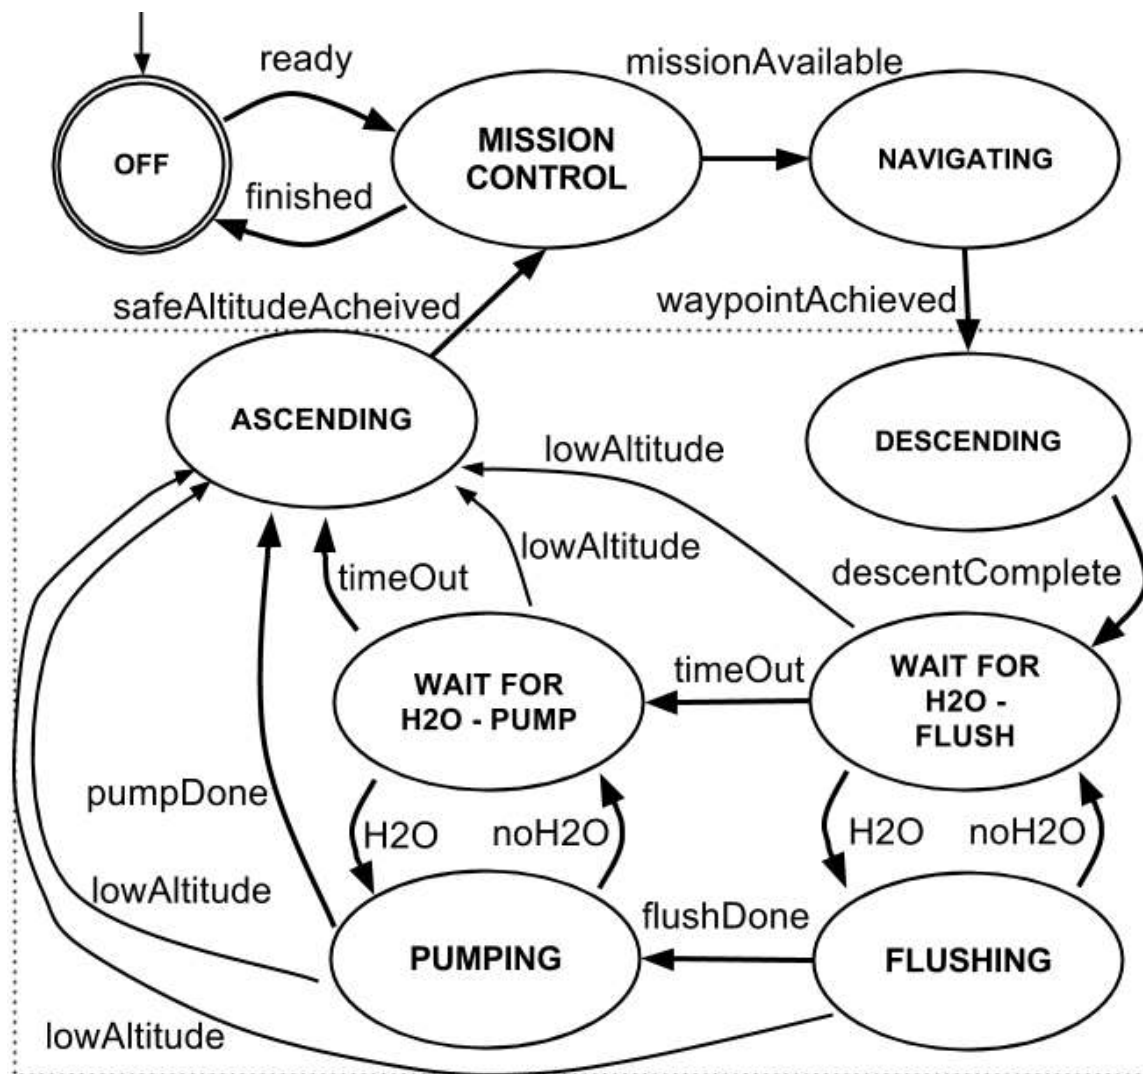 ready
missionAvailable
OFF
MISSION
CONTROL
NAVIGATING
finished
safeAltitudeAcheived
waypointAchieved
ASCENDING
DESCENDING
lowAltitude
lowAltitude
timeOut
descentComplete
WAIT FOR
H2O - PUMP
timeOut
WAIT FOR
H2O -
FLUSH
pumpDone
H2O
noH2O
H2O
noH2O
lowAltitude
flushDone
PUMPING
FLUSHING
lowAltitude